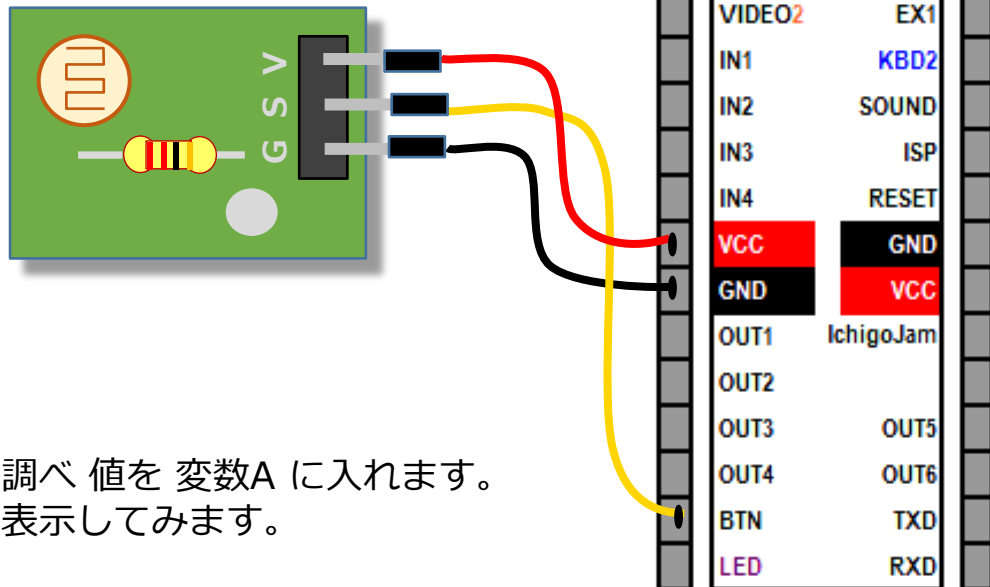 V
S
G
VIDEO2 EX1
IN1 KBD2
IN2 SOUND
IN3 ISP
IN4 RESET
VCC GND
GND VCC
OUT1 IchigoJam
OUT2
OUT3 OUT5
OUT4 OUT6
BTN TXD
LED RXD
調べ 値を 変数A に入れます。
表示してみます。